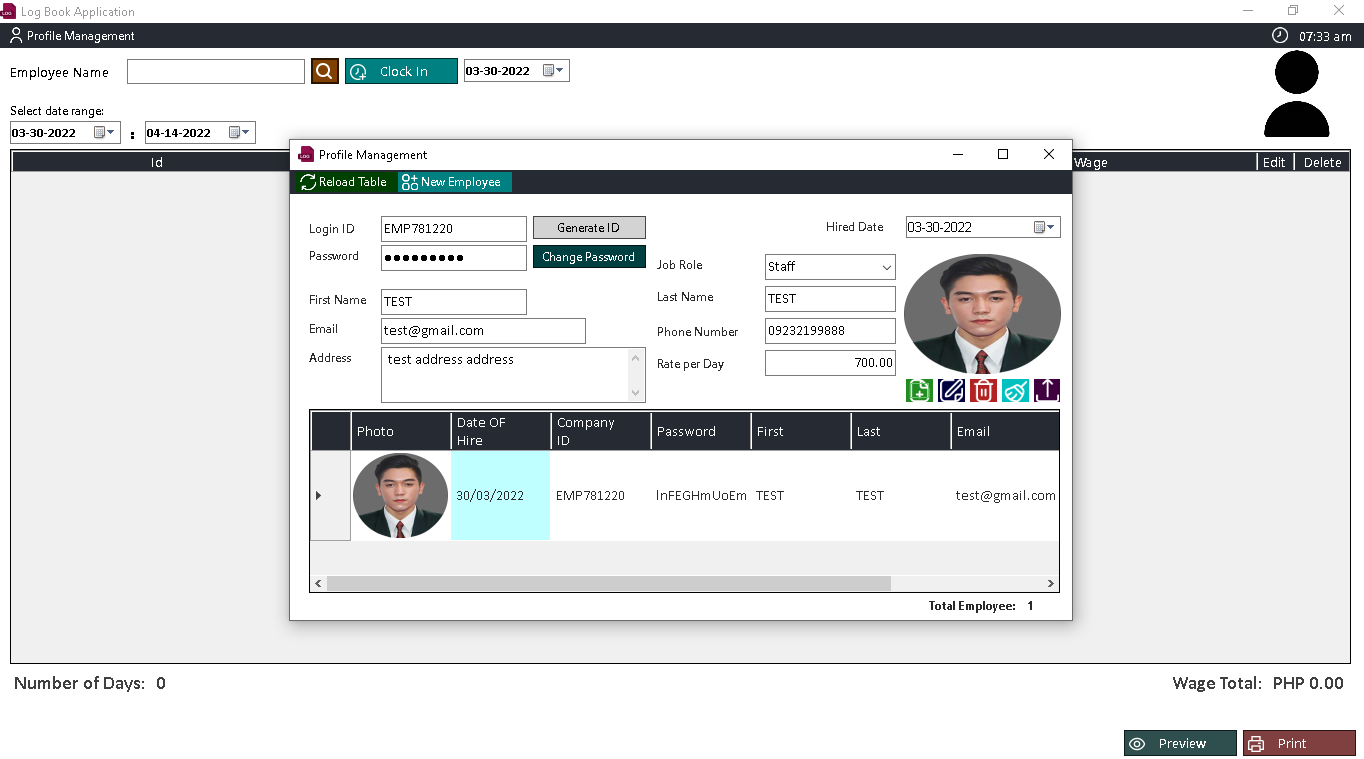 Log Book Application
Profile Management
07:33 am
Employee Name
Clock In
03-30-2022
Select date range:
03-30-2022 : 04-14-2022
Id
Wage
Edit
Delete
LOG Profile Management
Reload Table
New Employee
Login ID
EMP781220
Generate ID
Hired Date
03-30-2022
Password
●●●●●●●●●
Change Password
Job Role
Staff
First Name
TEST
Last Name
TEST
Email
test@gmail.com
Phone Number
09232199888
Address
test address address
Rate per Day
700.00
Photo
Date OF
Hire
Company
ID
Password
First
Last
Email
30/03/2022
EMP781220
lnFEGHmUoEm
TEST
TEST
test@gmail.com
Total Employee: 1
Number of Days: 0
Wage Total: PHP 0.00
Preview
Print